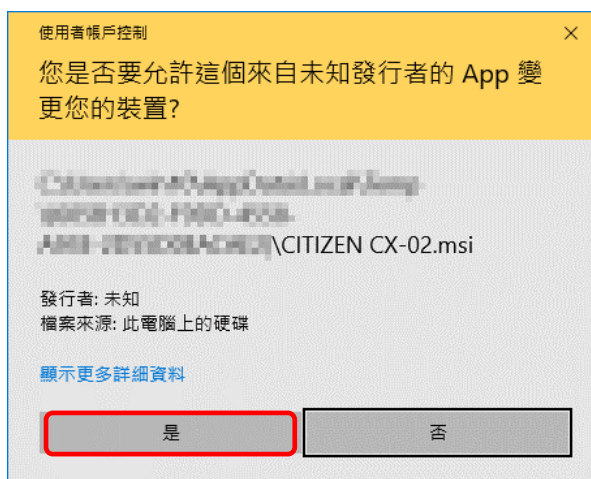 使用者帳戶控制
您是否要允許這個來自未知發行者的 App 變
更您的裝置?
\CITIZEN CX-02.msi
發行者: 未知
檔案來源: 此電腦上的硬碟
顯示更多詳細資料
是
否